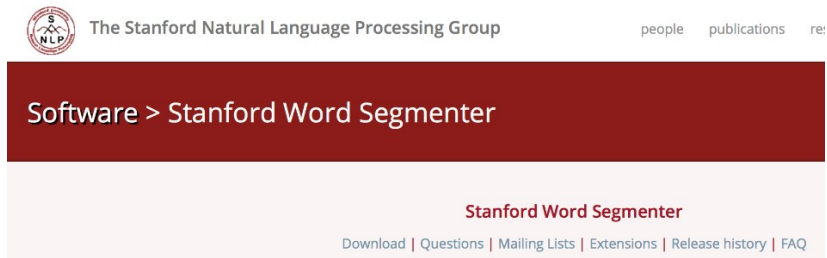 S
NLP
The Stanford Natural Language Processing Group
people publications
Software > Stanford Word Segmenter
Stanford Word Segmenter
Download | Questions | Mailing Lists | Extensions | Release history | FAQ